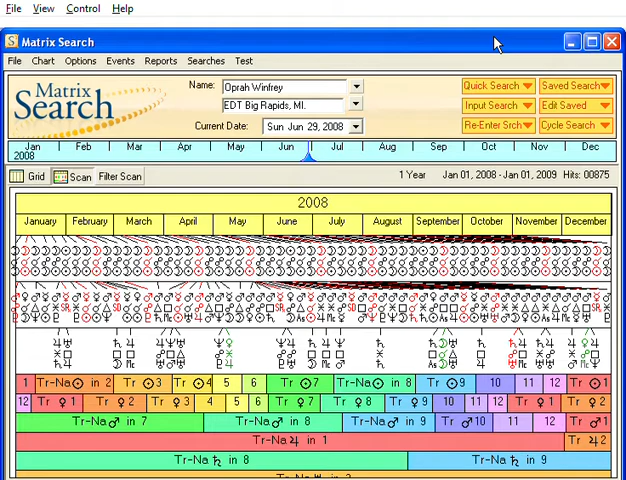 File View Control Help
Matrix Search
File Chart Options Events Reports Searches Test
Matrix
Search
Name: Oprah Winfrey
EDT Big Rapids, MI.
Current Date: Sun Jun 29, 2008
Quick Search Saved Search
Input Search Edit Saved
Re-Enter Srch Cycle Search
Jan Feb Mar Apr May Jun Jul Aug Sep Oct Nov Dec
2008
Grid Scan Filter Scan 1 Year Jan 01, 2008 - Jan 01, 2009 Hits: 00875
2008
January February March April May June July August September October November December
1 Tr-Na☉ in 2 Tr ☉3 Tr ☉4 5 6 Tr ☉7 Tr-Na☉ in 8 Tr ☉9 10 11 12 Tr ☉1
12 Tr ♀ 1 Tr ♀ 2 Tr ♀ 3 4 5 6 Tr ♀7 Tr ♀ 8 Tr ♀ 9 10 11 12 Tr ♀ 1 Tr ♀ 2
Tr-Na♂ in 7 Tr-Na♂ in 8 Tr-Na♂ in 9 Tr ♂10 11 12 Tr ♂1
Tr-Na♃ in 1 Tr ♃2
Tr-Na♄ in 8 Tr-Na♄ in 9